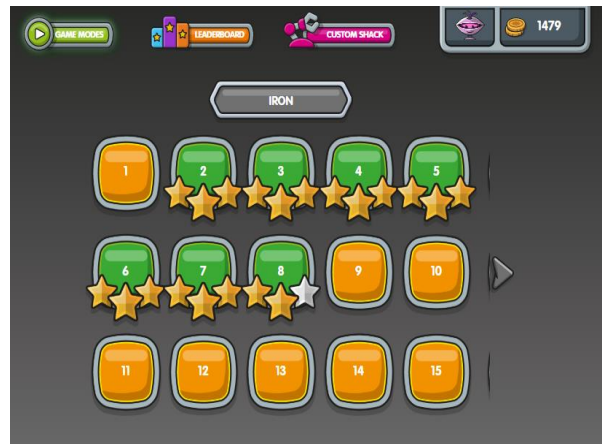 GAME MODES
LEADERBOARD
CUSTOM SHACK
1479
IRON
1 2 3 4 5
6 7 8 9 10
11 12 13 14 15